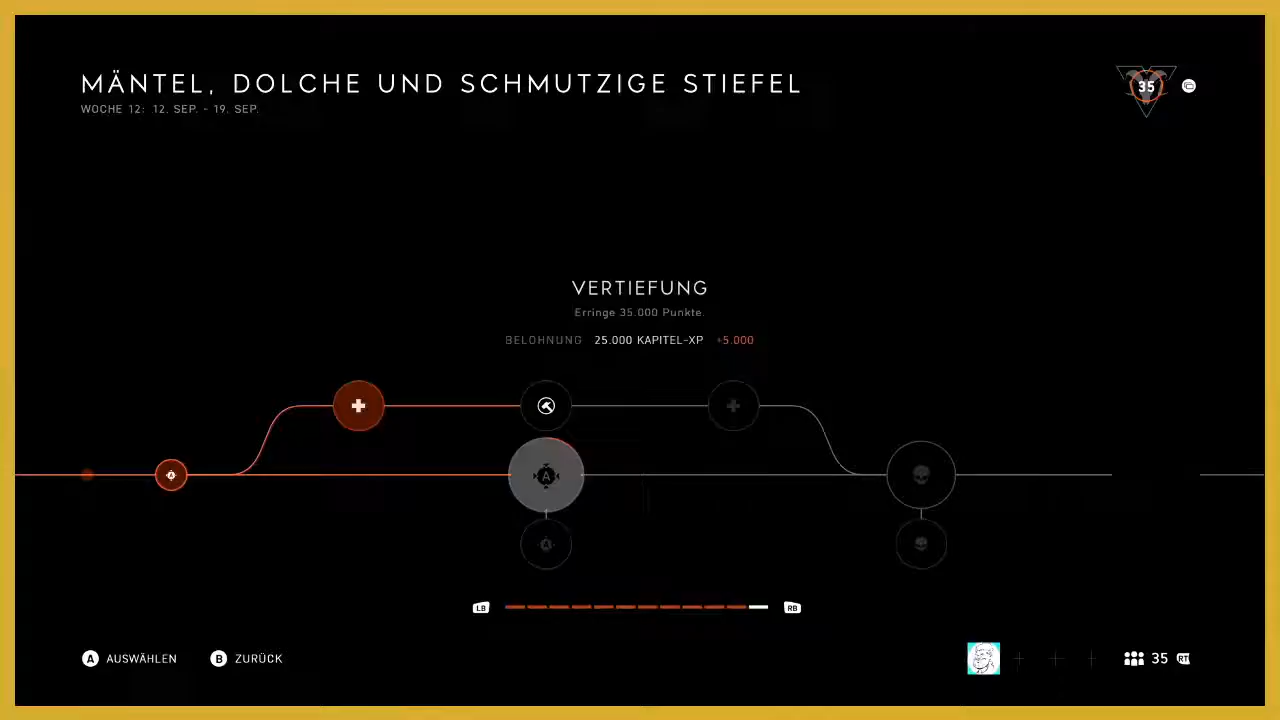 MÄNTEL, DOLCHE UND SCHMUTZIGE STIEFEL
WOCHE 12: 12. SEP. - 19. SEP.
35
VERTIEFUNG
Erringe 35.000 Punkte.
BELOHNUNG 25.000 KAPITEL-XP +5.000
A
LB RB
A AUSWÄHLEN B ZURÜCK
35 RT